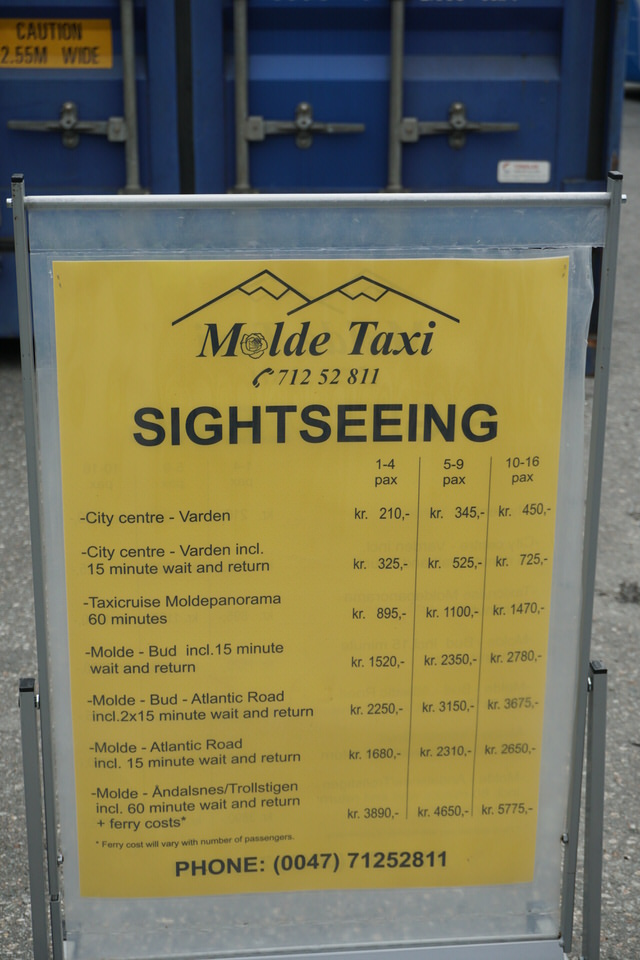 CAUTION
2.55M WIDE
Molde Taxi
712 52 811
SIGHTSEEING
1-4 pax 5-9 pax 10-16 pax
-City centre - Varden kr. 210,- kr. 345,- kr. 450,-
-City centre - Varden incl.
15 minute wait and return kr. 325,- kr. 525,- kr. 725,-
-Taxicruise Moldepanorama
60 minutes kr. 895,- kr. 1100,- kr. 1470,-
-Molde - Bud incl.15 minute
wait and return kr. 1520,- kr. 2350,- kr. 2780,-
-Molde - Bud - Atlantic Road
incl.2x15 minute wait and return kr. 2250,- kr. 3150,- kr. 3675,-
-Molde - Atlantic Road
incl. 15 minute wait and return kr. 1680,- kr. 2310,- kr. 2650,-
-Molde - Åndalsnes/Trollstigen
incl. 60 minute wait and return
+ ferry costs* kr. 3890,- kr. 4650,- kr. 5775,-
* Ferry cost will vary with number of passengers.
PHONE: (0047) 71252811